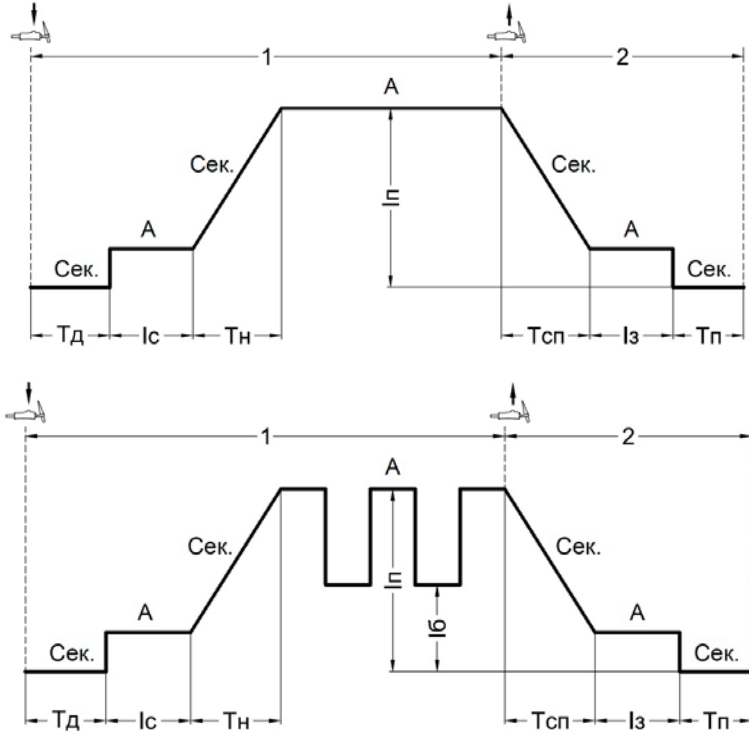 1 2
А
Сек. Iп Сек.
А А
Сек. Сек.
Тд Iс Тн Тсп Iз Тп
1 2
А
Сек. Iп Сек.
А Iб А
Сек. Сек.
Тд Iс Тн Тсп Iз Тп